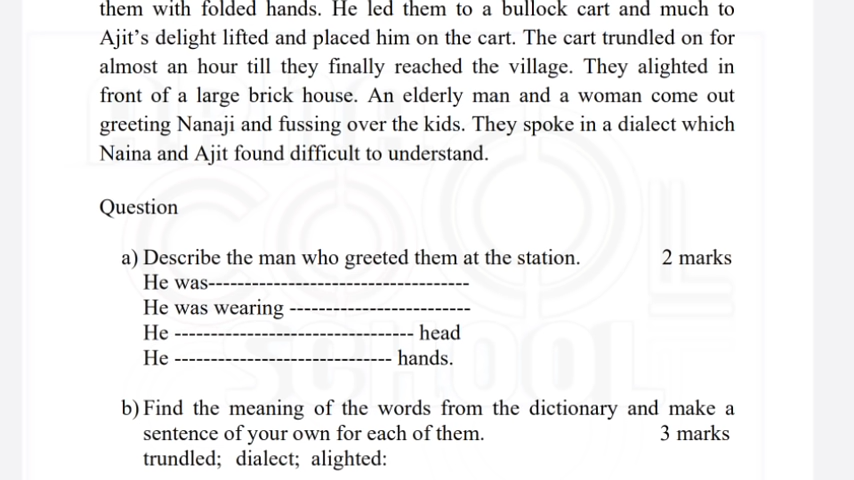 them with folded hands. He led them to a bullock cart and much to
Ajit’s delight lifted and placed him on the cart. The cart trundled on for
almost an hour till they finally reached the village. They alighted in
front of a large brick house. An elderly man and a woman come out
greeting Nanaji and fussing over the kids. They spoke in a dialect which
Naina and Ajit found difficult to understand.
Question
a) Describe the man who greeted them at the station. 2 marks
He was------------------------------------
He was wearing -------------------------
He --------------------------------- head
He ------------------------------ hands.
b) Find the meaning of the words from the dictionary and make a
sentence of your own for each of them. 3 marks
trundled; dialect; alighted:
COOL
SCHOOL